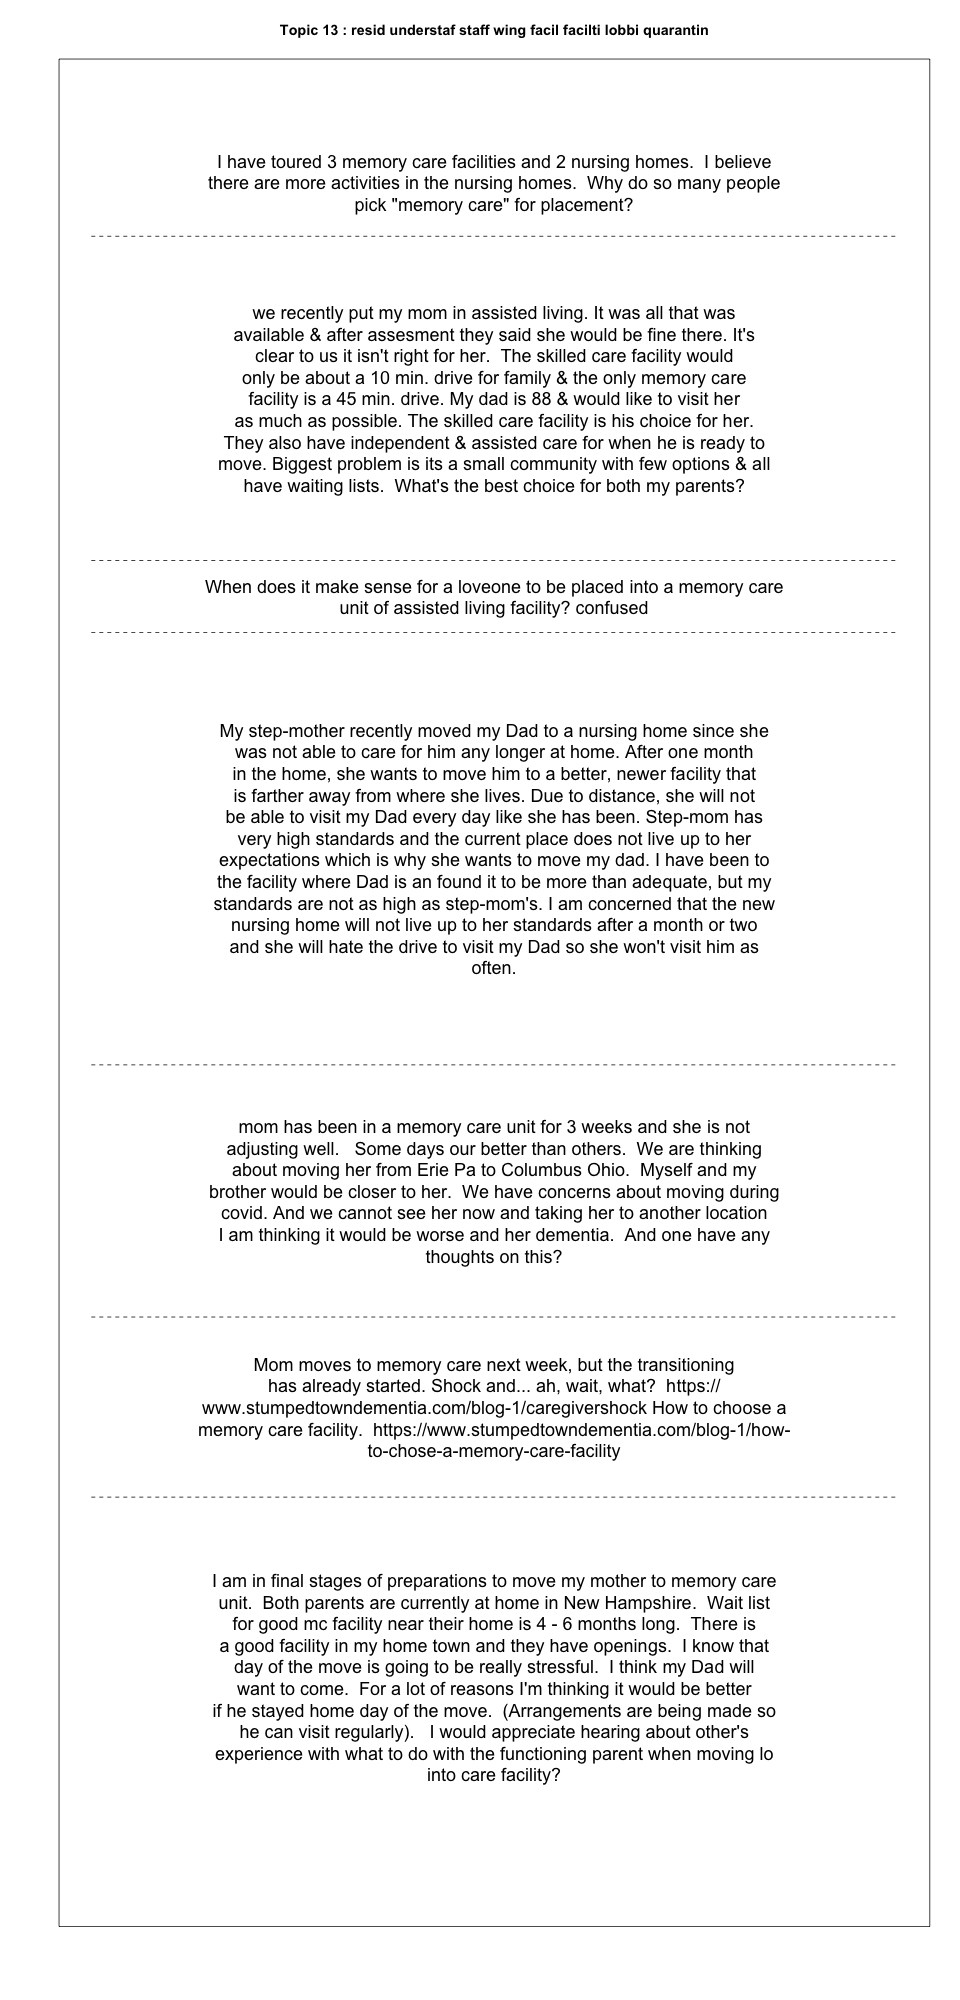 Topic 13 : resid understaf staff wing facil facilti lobbi quarantin
I have toured 3 memory care facilities and 2 nursing homes.  I believe
there are more activities in the nursing homes.  Why do so many people
pick "memory care" for placement?
we recently put my mom in assisted living. It was all that was
available & after assesment they said she would be fine there. It's
clear to us it isn't right for her.  The skilled care facility would
only be about a 10 min. drive for family & the only memory care
facility is a 45 min. drive. My dad is 88 & would like to visit her
as much as possible. The skilled care facility is his choice for her.
They also have independent & assisted care for when he is ready to
move. Biggest problem is its a small community with few options & all
have waiting lists.  What's the best choice for both my parents?
When does it make sense for a loveone to be placed into a memory care
unit of assisted living facility? confused
My step-mother recently moved my Dad to a nursing home since she
was not able to care for him any longer at home. After one month
in the home, she wants to move him to a better, newer facility that
is farther away from where she lives. Due to distance, she will not
be able to visit my Dad every day like she has been. Step-mom has
very high standards and the current place does not live up to her
expectations which is why she wants to move my dad. I have been to
the facility where Dad is an found it to be more than adequate, but my
standards are not as high as step-mom's. I am concerned that the new
nursing home will not live up to her standards after a month or two
and she will hate the drive to visit my Dad so she won't visit him as
often.
mom has been in a memory care unit for 3 weeks and she is not
adjusting well.   Some days our better than others.  We are thinking
about moving her from Erie Pa to Columbus Ohio.  Myself and my
brother would be closer to her.  We have concerns about moving during
covid. And we cannot see her now and taking her to another location
I am thinking it would be worse and her dementia.  And one have any
thoughts on this?
Mom moves to memory care next week, but the transitioning
has already started. Shock and... ah, wait, what?  https://
www.stumpedtowndementia.com/blog-1/caregivershock How to choose a
memory care facility.  https://www.stumpedtowndementia.com/blog-1/how-
to-chose-a-memory-care-facility
I am in final stages of preparations to move my mother to memory care
unit.  Both parents are currently at home in New Hampshire.  Wait list
for good mc facility near their home is 4 - 6 months long.  There is
a good facility in my home town and they have openings.  I know that
day of the move is going to be really stressful.  I think my Dad will
want to come.  For a lot of reasons I'm thinking it would be better
if he stayed home day of the move.  (Arrangements are being made so
he can visit regularly).   I would appreciate hearing about other's
experience with what to do with the functioning parent when moving lo
into care facility?